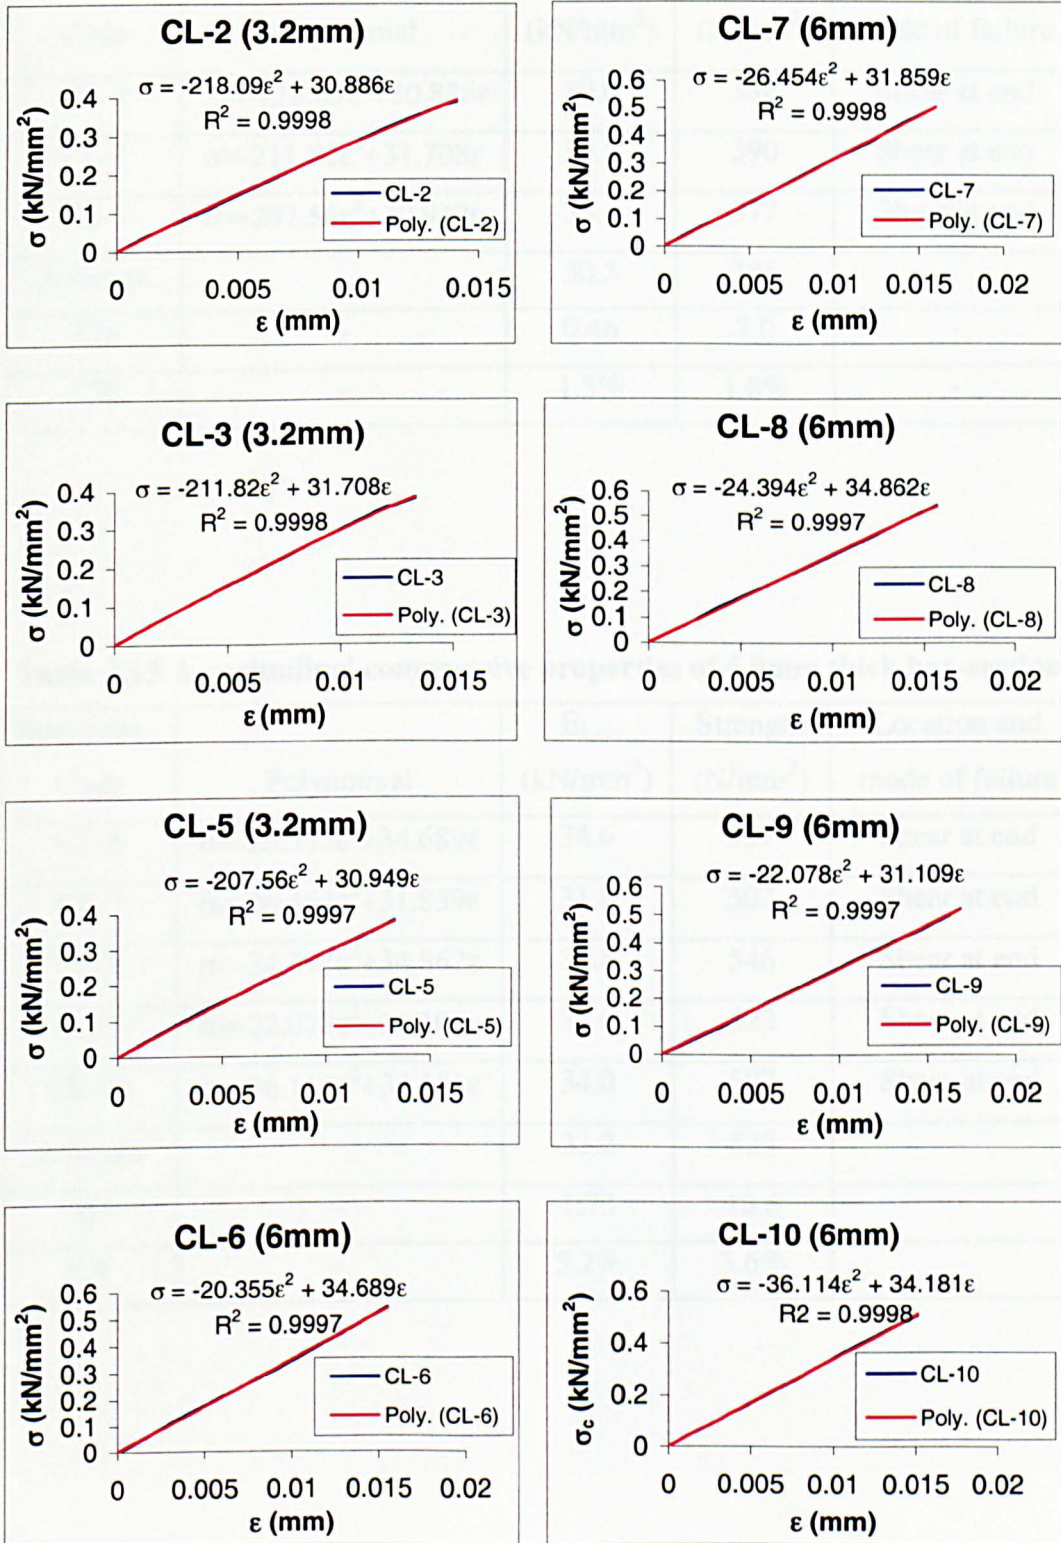 CL-2 (3.2mm)
σ = -218.09ε² + 30.886ε
R² = 0.9998
σ (kN/mm²)
0.4
0.3
0.2
0.1
0
0 0.005 0.01 0.015
ε (mm)
CL-2
Poly. (CL-2)
CL-7 (6mm)
σ = -26.454ε² + 31.859ε
R² = 0.9998
σ (kN/mm²)
0.6
0.5
0.4
0.3
0.2
0.1
0
0 0.005 0.01 0.015 0.02
ε (mm)
CL-7
Poly. (CL-7)
CL-3 (3.2mm)
σ = -211.82ε² + 31.708ε
R² = 0.9998
σ (kN/mm²)
0.4
0.3
0.2
0.1
0
0 0.005 0.01 0.015
ε (mm)
CL-3
Poly. (CL-3)
CL-8 (6mm)
σ = -24.394ε² + 34.862ε
R² = 0.9997
σ (kN/mm²)
0.6
0.5
0.4
0.3
0.2
0.1
0
0 0.005 0.01 0.015 0.02
ε (mm)
CL-8
Poly. (CL-8)
CL-5 (3.2mm)
σ = -207.56ε² + 30.949ε
R² = 0.9997
σ (kN/mm²)
0.4
0.3
0.2
0.1
0
0 0.005 0.01 0.015
ε (mm)
CL-5
Poly. (CL-5)
CL-9 (6mm)
σ = -22.078ε² + 31.109ε
R² = 0.9997
σ (kN/mm²)
0.6
0.5
0.4
0.3
0.2
0.1
0
0 0.005 0.01 0.015 0.02
ε (mm)
CL-9
Poly. (CL-9)
CL-6 (6mm)
σ = -20.355ε² + 34.689ε
R² = 0.9997
σ (kN/mm²)
0.6
0.5
0.4
0.3
0.2
0.1
0
0 0.005 0.01 0.015 0.02
ε (mm)
CL-6
Poly. (CL-6)
CL-10 (6mm)
σ = -36.114ε² + 34.181ε
R2 = 0.9998
σc (kN/mm²)
0.6
0.4
0.2
0
0 0.005 0.01 0.015 0.02
ε (mm)
CL-10
Poly. (CL-10)